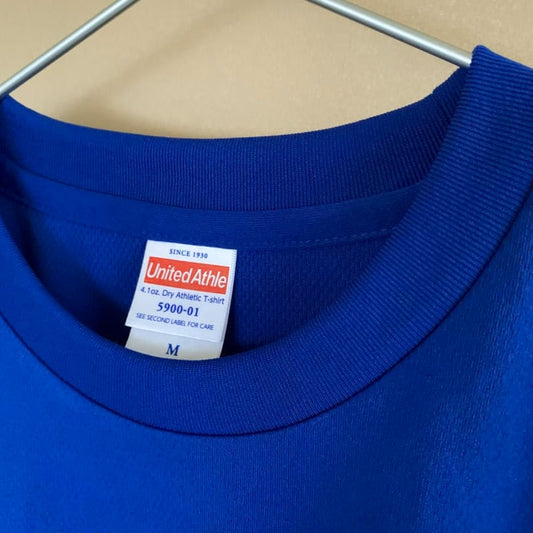 SINCE 1930
UnitedAthle
4.1oz. Dry Athletic T-shirt
5900-01
SEE SECOND LABEL FOR CARE
M